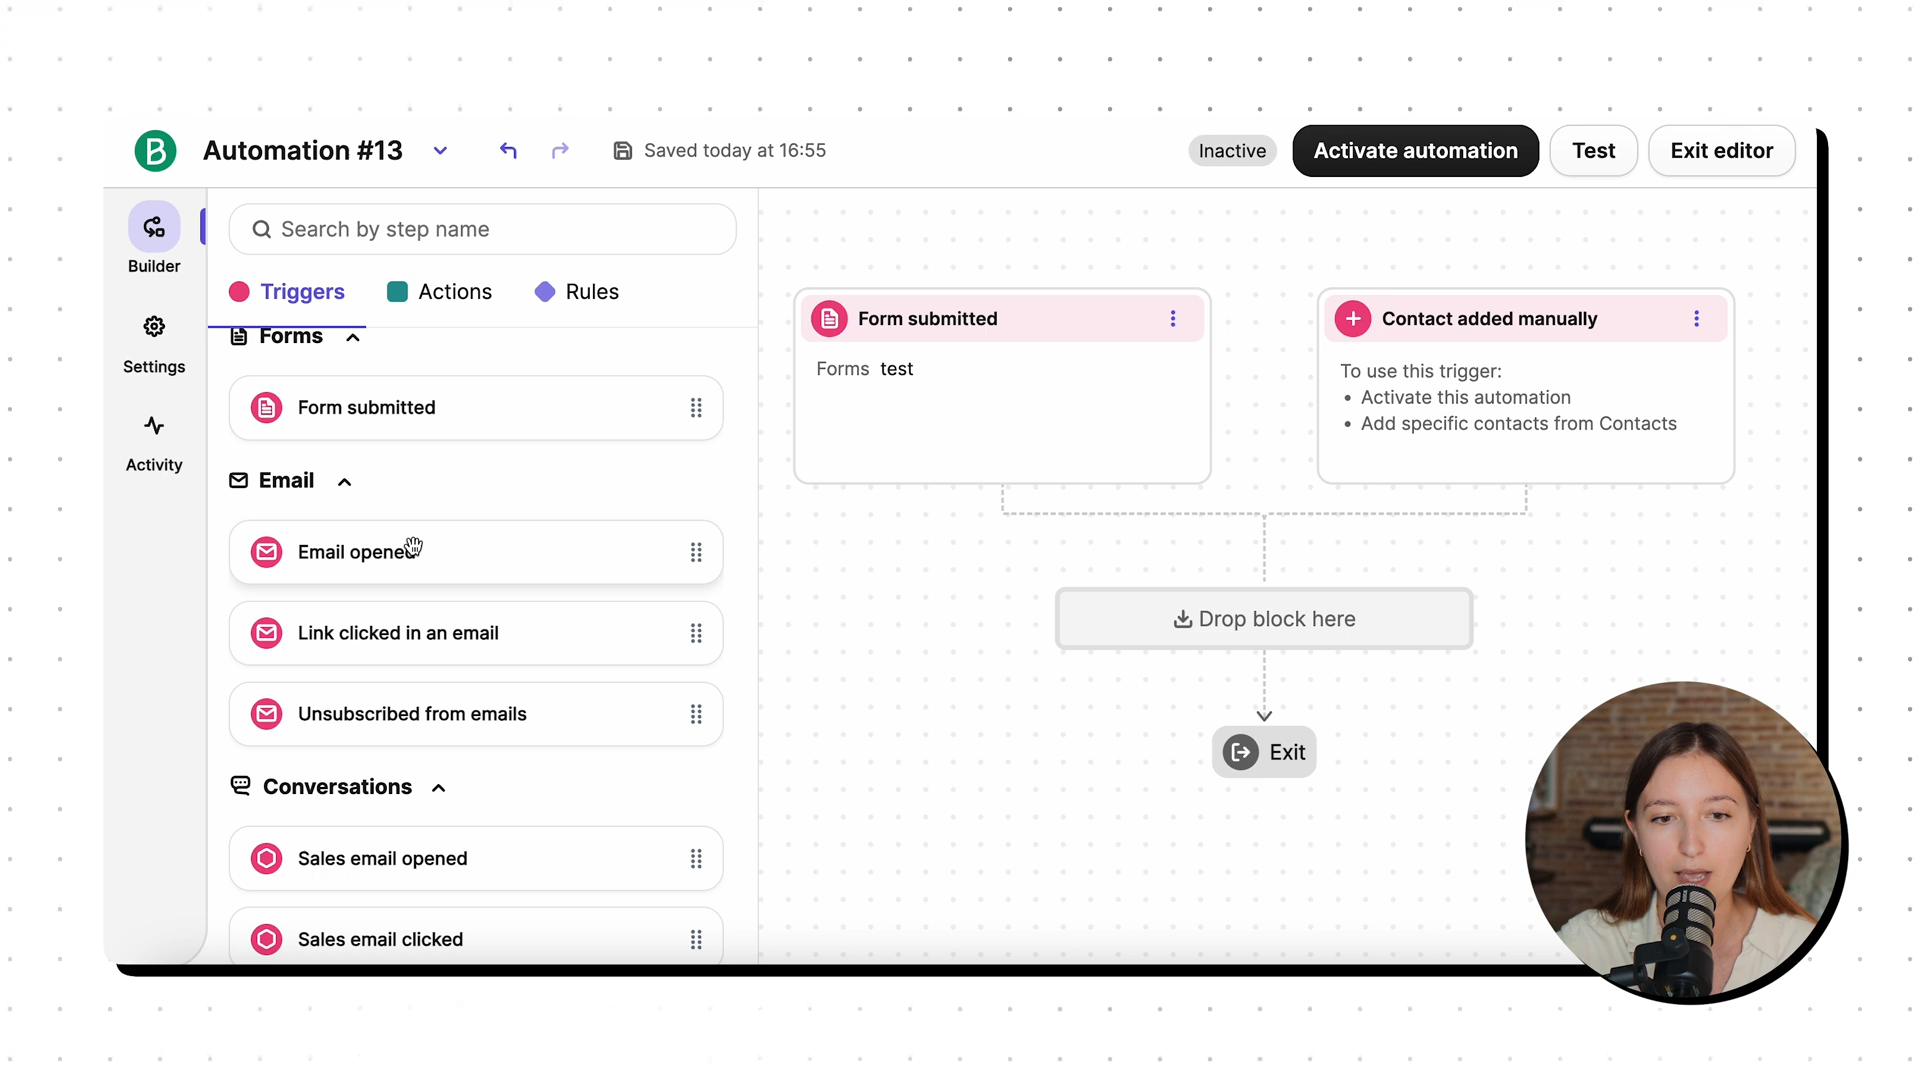 B
Automation #13
Saved today at 16:55
Inactive
Activate automation
Test
Exit editor
Builder
Settings
Activity
Search by step name
Triggers
Actions
Rules
Forms
Form submitted
Email
Email opened
Link clicked in an email
Unsubscribed from emails
Conversations
Sales email opened
Sales email clicked
Form submitted
Forms test
Contact added manually
To use this trigger:
• Activate this automation
• Add specific contacts from Contacts
Drop block here
Exit